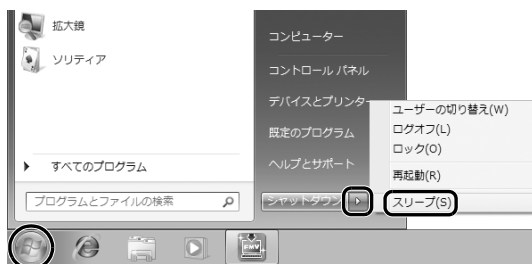 拡大鏡
ソリティア
すべてのプログラム
プログラムとファイルの検索
コンピューター
コントロール パネル
デバイスとプリンター
既定のプログラム
ヘルプとサポート
シャットダウン
ユーザーの切り替え(W)
ログオフ(L)
ロック(O)
再起動(R)
スリープ(S)
FMV